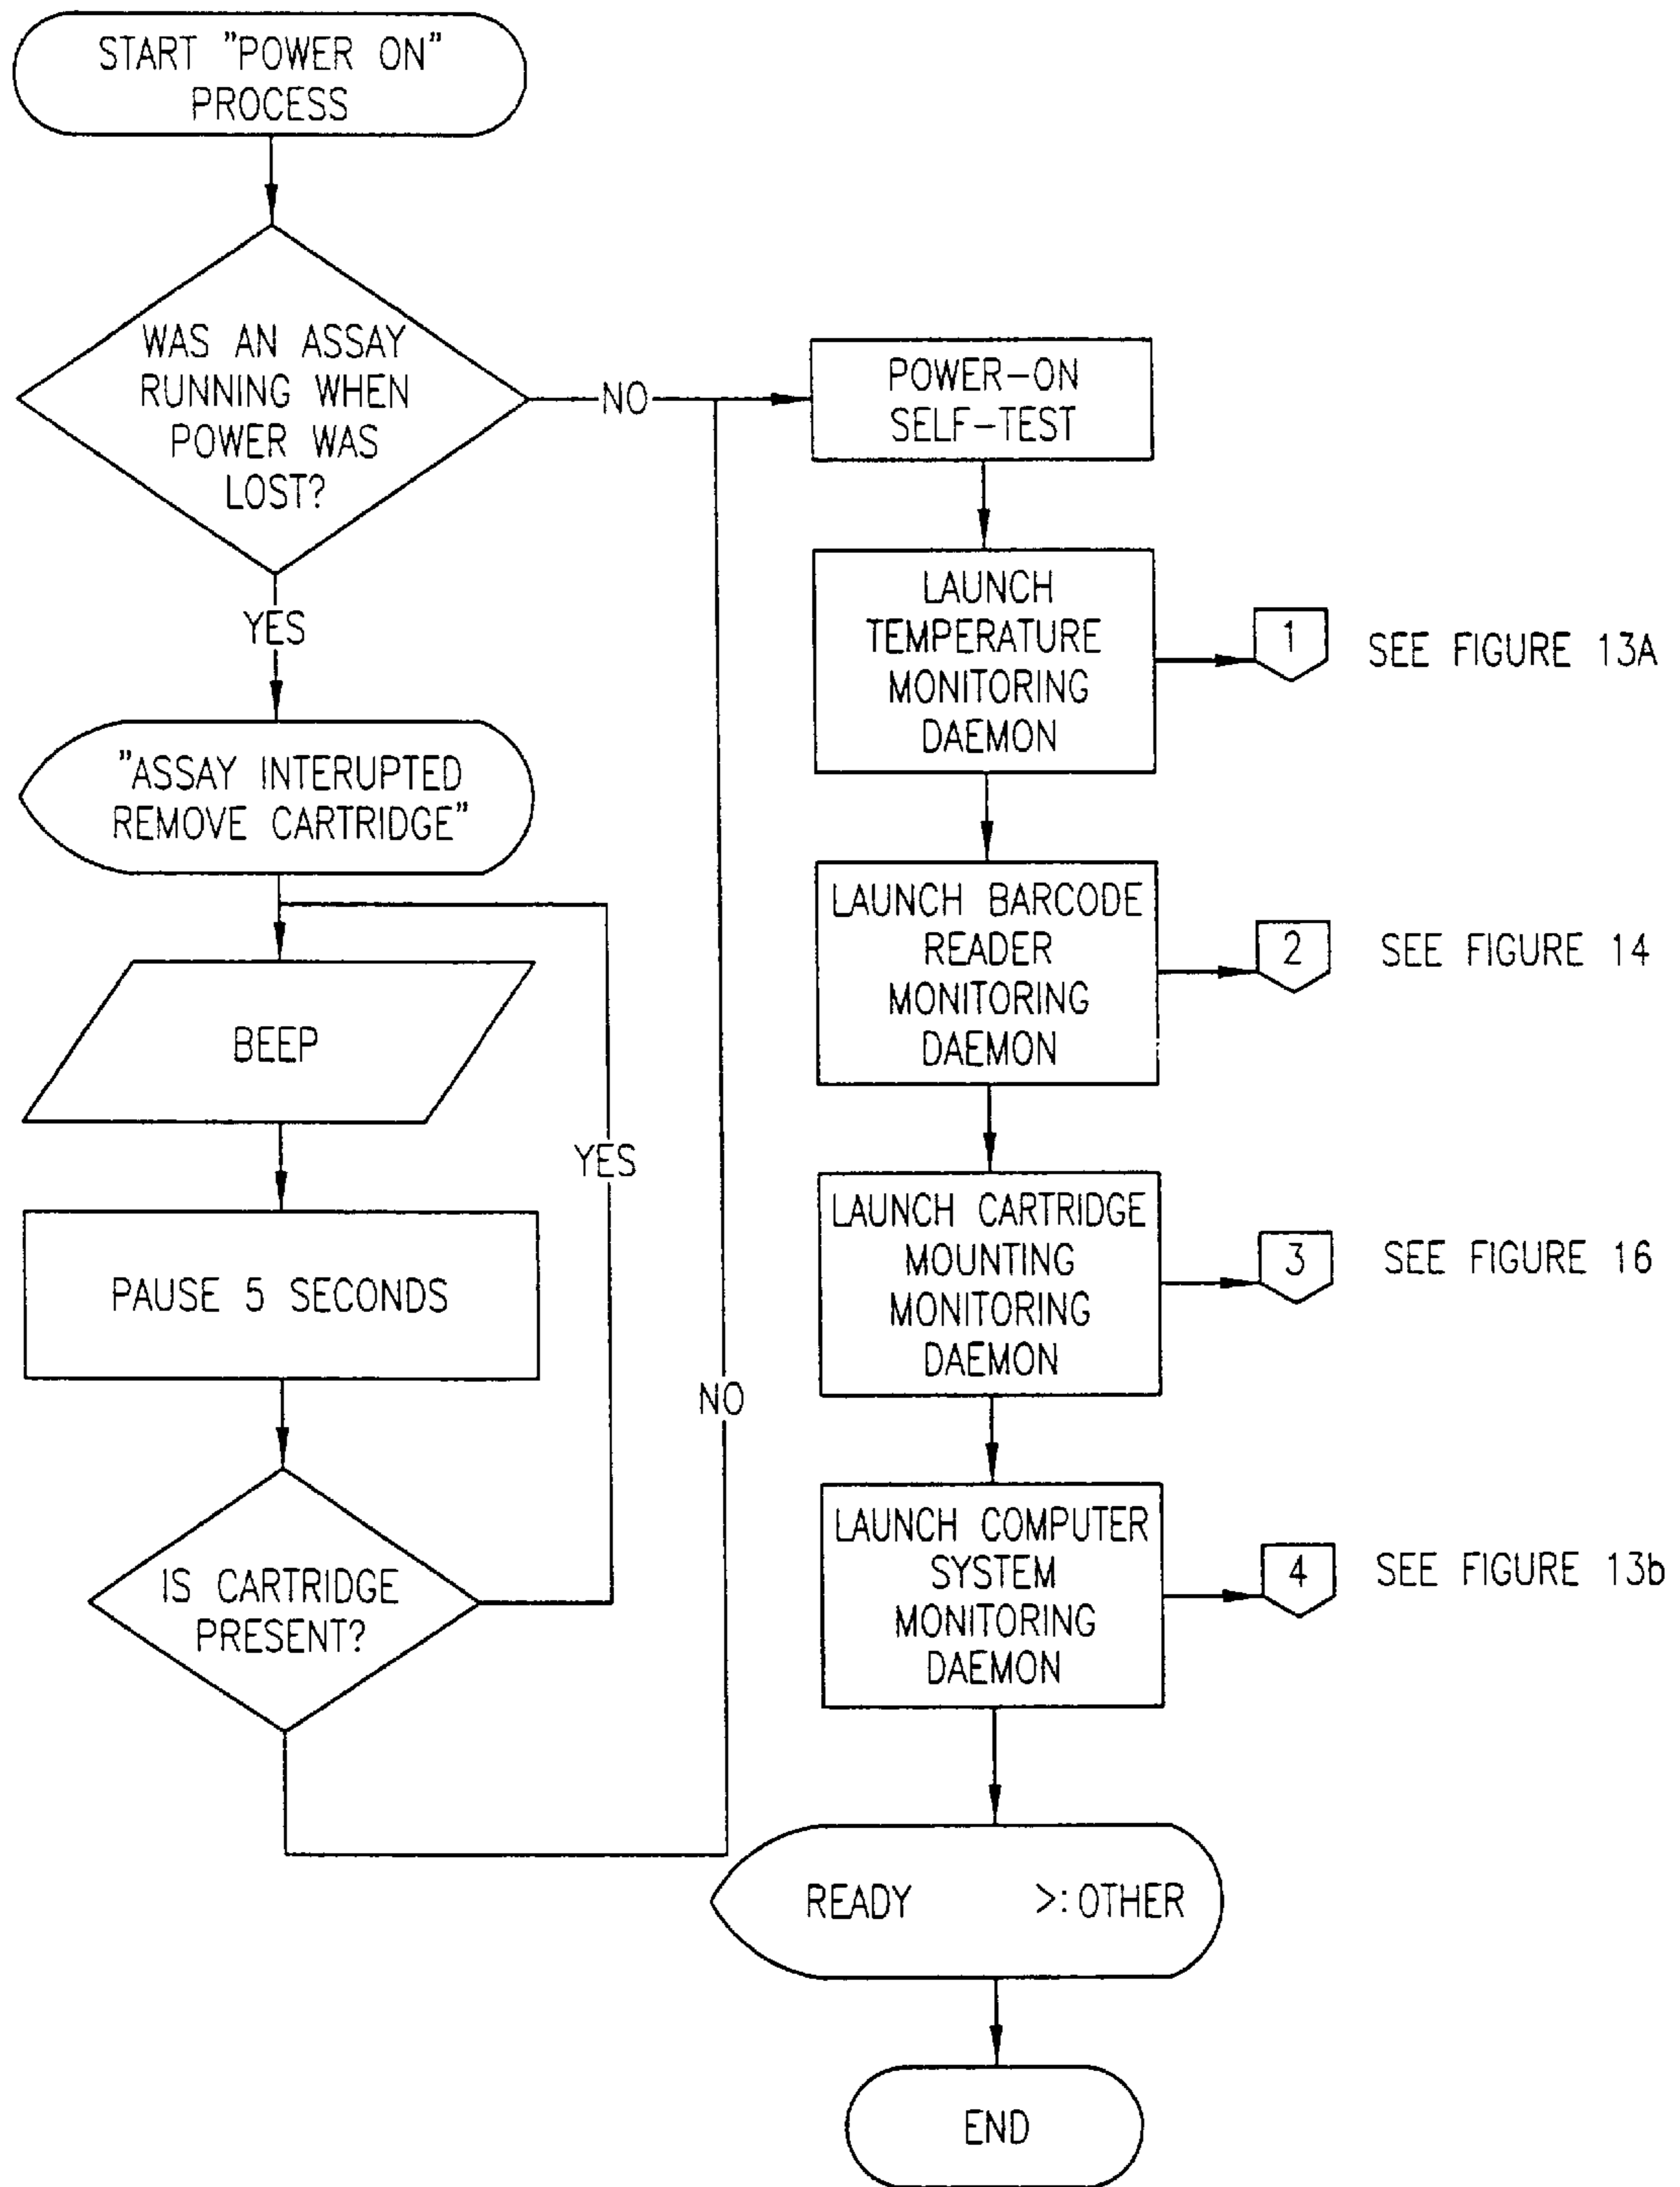 START "POWER ON"
PROCESS
WAS AN ASSAY
RUNNING WHEN
POWER WAS
LOST?
NO
YES
"ASSAY INTERUPTED
REMOVE CARTRIDGE"
BEEP
YES
PAUSE 5 SECONDS
NO
IS CARTRIDGE
PRESENT?
POWER-ON
SELF-TEST
LAUNCH
TEMPERATURE
MONITORING
DAEMON
1
SEE FIGURE 13A
LAUNCH BARCODE
READER
MONITORING
DAEMON
2
SEE FIGURE 14
LAUNCH CARTRIDGE
MOUNTING
MONITORING
DAEMON
3
SEE FIGURE 16
LAUNCH COMPUTER
SYSTEM
MONITORING
DAEMON
4
SEE FIGURE 13b
READY >:OTHER
END